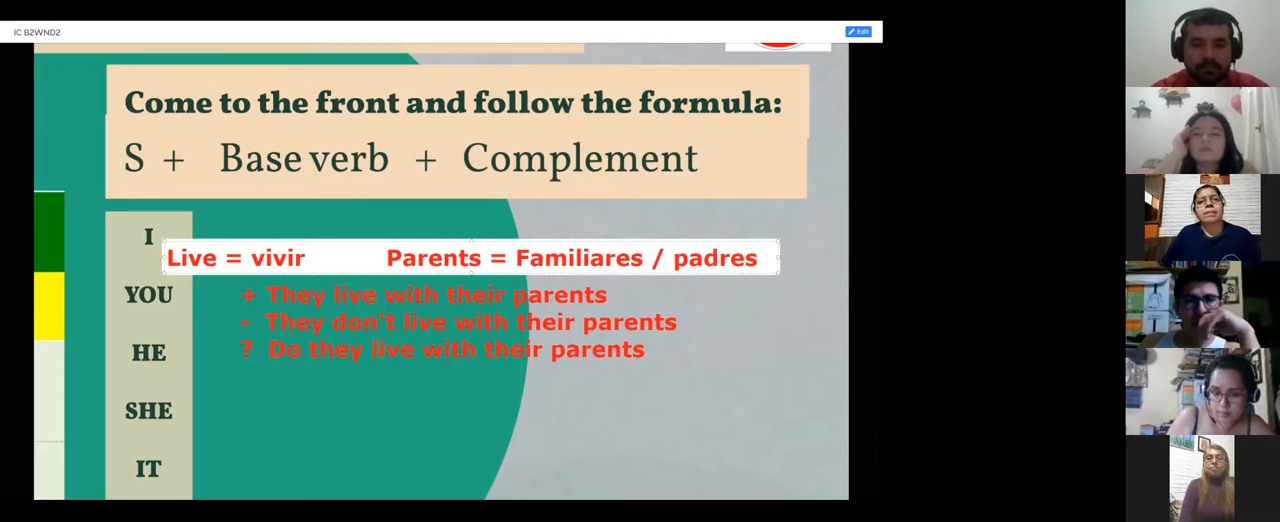 IC B2WND2
Edit
Come to the front and follow the formula:
S + Base verb + Complement
I
Live = vivir Parents = Familiares / padres
YOU
+ They live with their parents
- They don't live with their parents
? Do they live with their parents
HE
SHE
IT